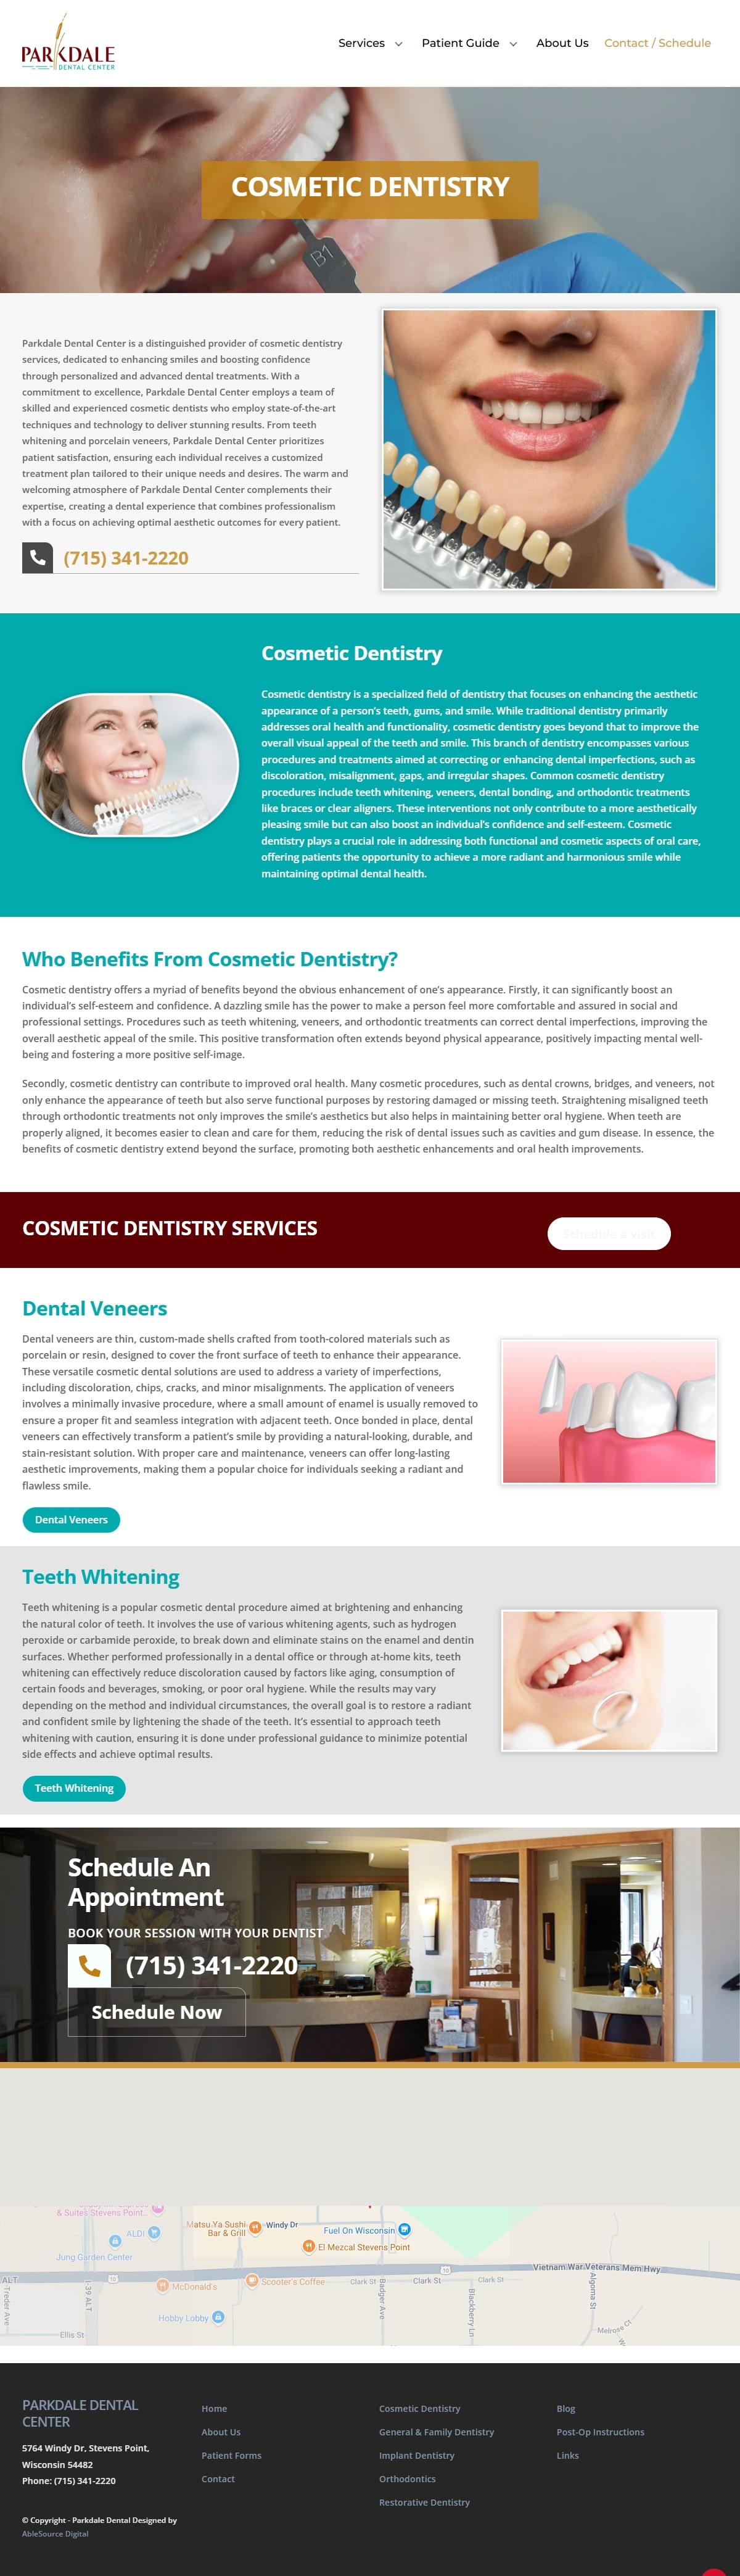 PARKDALE
DENTAL CENTER
Services
Patient Guide
About Us
Contact / Schedule
COSMETIC DENTISTRY
B1
Parkdale Dental Center is a distinguished provider of cosmetic dentistry
services, dedicated to enhancing smiles and boosting confidence
through personalized and advanced dental treatments. With a
commitment to excellence, Parkdale Dental Center employs a team of
skilled and experienced cosmetic dentists who employ state-of-the-art
techniques and technology to deliver stunning results. From teeth
whitening and porcelain veneers, Parkdale Dental Center prioritizes
patient satisfaction, ensuring each individual receives a customized
treatment plan tailored to their unique needs and desires. The warm and
welcoming atmosphere of Parkdale Dental Center complements their
expertise, creating a dental experience that combines professionalism
with a focus on achieving optimal aesthetic outcomes for every patient.
(715) 341-2220
Cosmetic Dentistry
Cosmetic dentistry is a specialized field of dentistry that focuses on enhancing the aesthetic
appearance of a person's teeth, gums, and smile. While traditional dentistry primarily
addresses oral health and functionality, cosmetic dentistry goes beyond that to improve the
overall visual appeal of the teeth and smile. This branch of dentistry encompasses various
procedures and treatments aimed at correcting or enhancing dental imperfections, such as
discoloration, misalignment, gaps, and irregular shapes. Common cosmetic dentistry
procedures include teeth whitening, veneers, dental bonding, and orthodontic treatments
like braces or clear aligners. These interventions not only contribute to a more aesthetically
pleasing smile but can also boost an individual's confidence and self-esteem. Cosmetic
dentistry plays a crucial role in addressing both functional and cosmetic aspects of oral care,
offering patients the opportunity to achieve a more radiant and harmonious smile while
maintaining optimal dental health.
Who Benefits From Cosmetic Dentistry?
Cosmetic dentistry offers a myriad of benefits beyond the obvious enhancement of one's appearance. Firstly, it can significantly boost an
individual's self-esteem and confidence. A dazzling smile has the power to make a person feel more comfortable and assured in social and
professional settings. Procedures such as teeth whitening, veneers, and orthodontic treatments can correct dental imperfections, improving the
overall aesthetic appeal of the smile. This positive transformation often extends beyond physical appearance, positively impacting mental well-
being and fostering a more positive self-image.
Secondly, cosmetic dentistry can contribute to improved oral health. Many cosmetic procedures, such as dental crowns, bridges, and veneers, not
only enhance the appearance of teeth but also serve functional purposes by restoring damaged or missing teeth. Straightening misaligned teeth
through orthodontic treatments not only improves the smile's aesthetics but also helps in maintaining better oral hygiene. When teeth are
properly aligned, it becomes easier to clean and care for them, reducing the risk of dental issues such as cavities and gum disease. In essence, the
benefits of cosmetic dentistry extend beyond the surface, promoting both aesthetic enhancements and oral health improvements.
COSMETIC DENTISTRY SERVICES
Schedule a visit
Dental Veneers
Dental veneers are thin, custom-made shells crafted from tooth-colored materials such as
porcelain or resin, designed to cover the front surface of teeth to enhance their appearance.
These versatile cosmetic dental solutions are used to address a variety of imperfections,
including discoloration, chips, cracks, and minor misalignments. The application of veneers
involves a minimally invasive procedure, where a small amount of enamel is usually removed to
ensure a proper fit and seamless integration with adjacent teeth. Once bonded in place, dental
veneers can effectively transform a patient's smile by providing a natural-looking, durable, and
stain-resistant solution. With proper care and maintenance, veneers can offer long-lasting
aesthetic improvements, making them a popular choice for individuals seeking a radiant and
flawless smile.
Dental Veneers
Teeth Whitening
Teeth whitening is a popular cosmetic dental procedure aimed at brightening and enhancing
the natural color of teeth. It involves the use of various whitening agents, such as hydrogen
peroxide or carbamide peroxide, to break down and eliminate stains on the enamel and dentin
surfaces. Whether performed professionally in a dental office or through at-home kits, teeth
whitening can effectively reduce discoloration caused by factors like aging, consumption of
certain foods and beverages, smoking, or poor oral hygiene. While the results may vary
depending on the method and individual circumstances, the overall goal is to restore a radiant
and confident smile by lightening the shade of the teeth. It's essential to approach teeth
whitening with caution, ensuring it is done under professional guidance to minimize potential
side effects and achieve optimal results.
Teeth Whitening
Schedule An
Appointment
BOOK YOUR SESSION WITH YOUR DENTIST
(715) 341-2220
Schedule Now
& Suites Stevens Point...
ALDI
Jung Garden Center
Matsu Ya Sushi
Bar & Grill
Windy Dr
Fuel On Wisconsin
El Mezcal Stevens Point
Vietnam War Veterans Mem Hwy
10
10
ALT
Treder Ave
I-39 ALT
McDonald's
Scooter's Coffee
Clark St
Clark St
Clark St
Badger Ave
Blackberry Ln
Algoma St
Hobby Lobby
Melrose Ct
Ellis St
PARKDALE DENTAL
CENTER
5764 Windy Dr, Stevens Point,
Wisconsin 54482
Phone: (715) 341-2220
© Copyright - Parkdale Dental Designed by
AbleSource Digital
Home
About Us
Patient Forms
Contact
Cosmetic Dentistry
General & Family Dentistry
Implant Dentistry
Orthodontics
Restorative Dentistry
Blog
Post-Op Instructions
Links